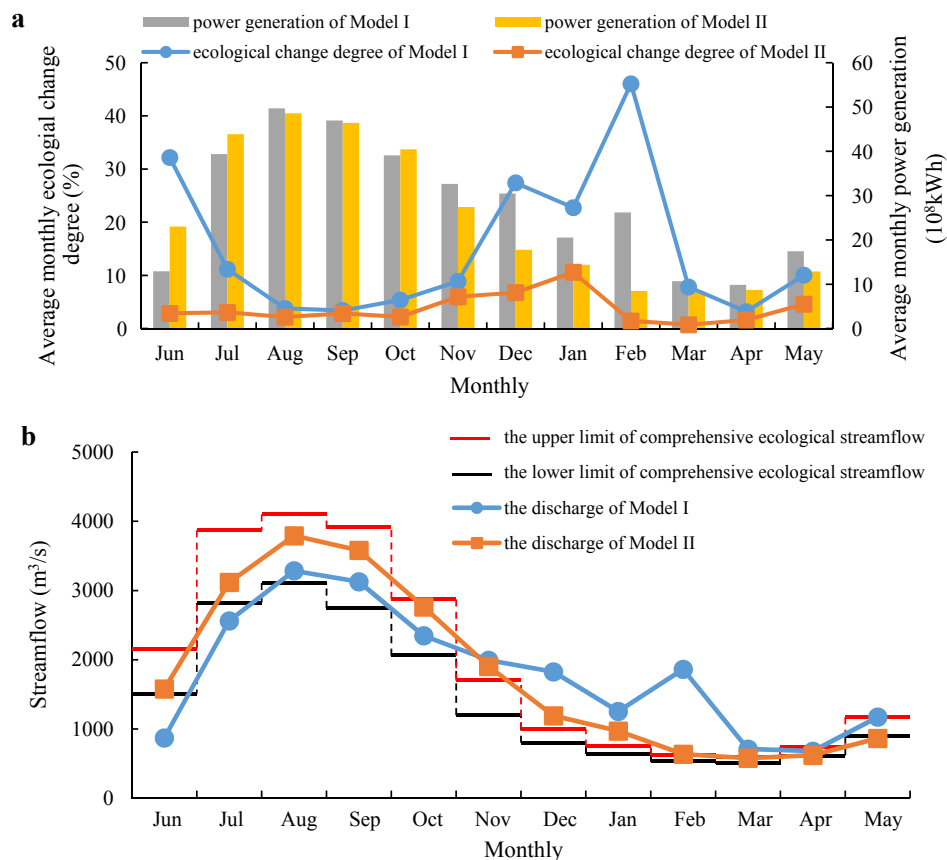 a
power generation of Model I
power generation of Model II
ecological change degree of Model I
ecological change degree of Model II
Average monthly ecologial change
degree (%)
50
40
30
20
10
0
60
50
40
30
20
10
0
Average monthly power generation
(10⁸kWh)
Jun Jul Aug Sep Oct Nov Dec Jan Feb Mar Apr May
Monthly
b
the upper limit of comprehensive ecological streamflow
the lower limit of comprehensive ecological streamflow
the discharge of Model I
the discharge of Model II
Streamflow (m³/s)
5000
4000
3000
2000
1000
0
Jun Jul Aug Sep Oct Nov Dec Jan Feb Mar Apr May
Monthly